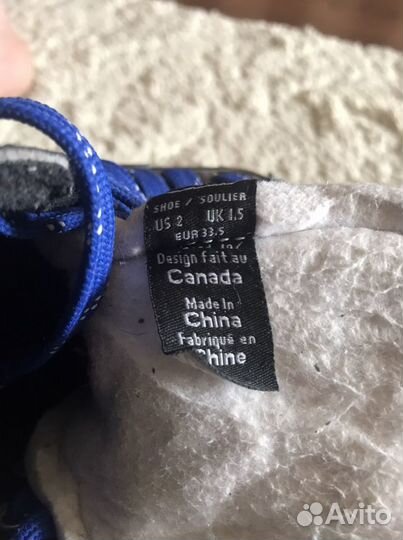 SHOE / SOULIER
US 2 UK 1.5
EUR 33.5
Design fait au
Canada
Made in
China
Fabriqué en
Chine
Avito